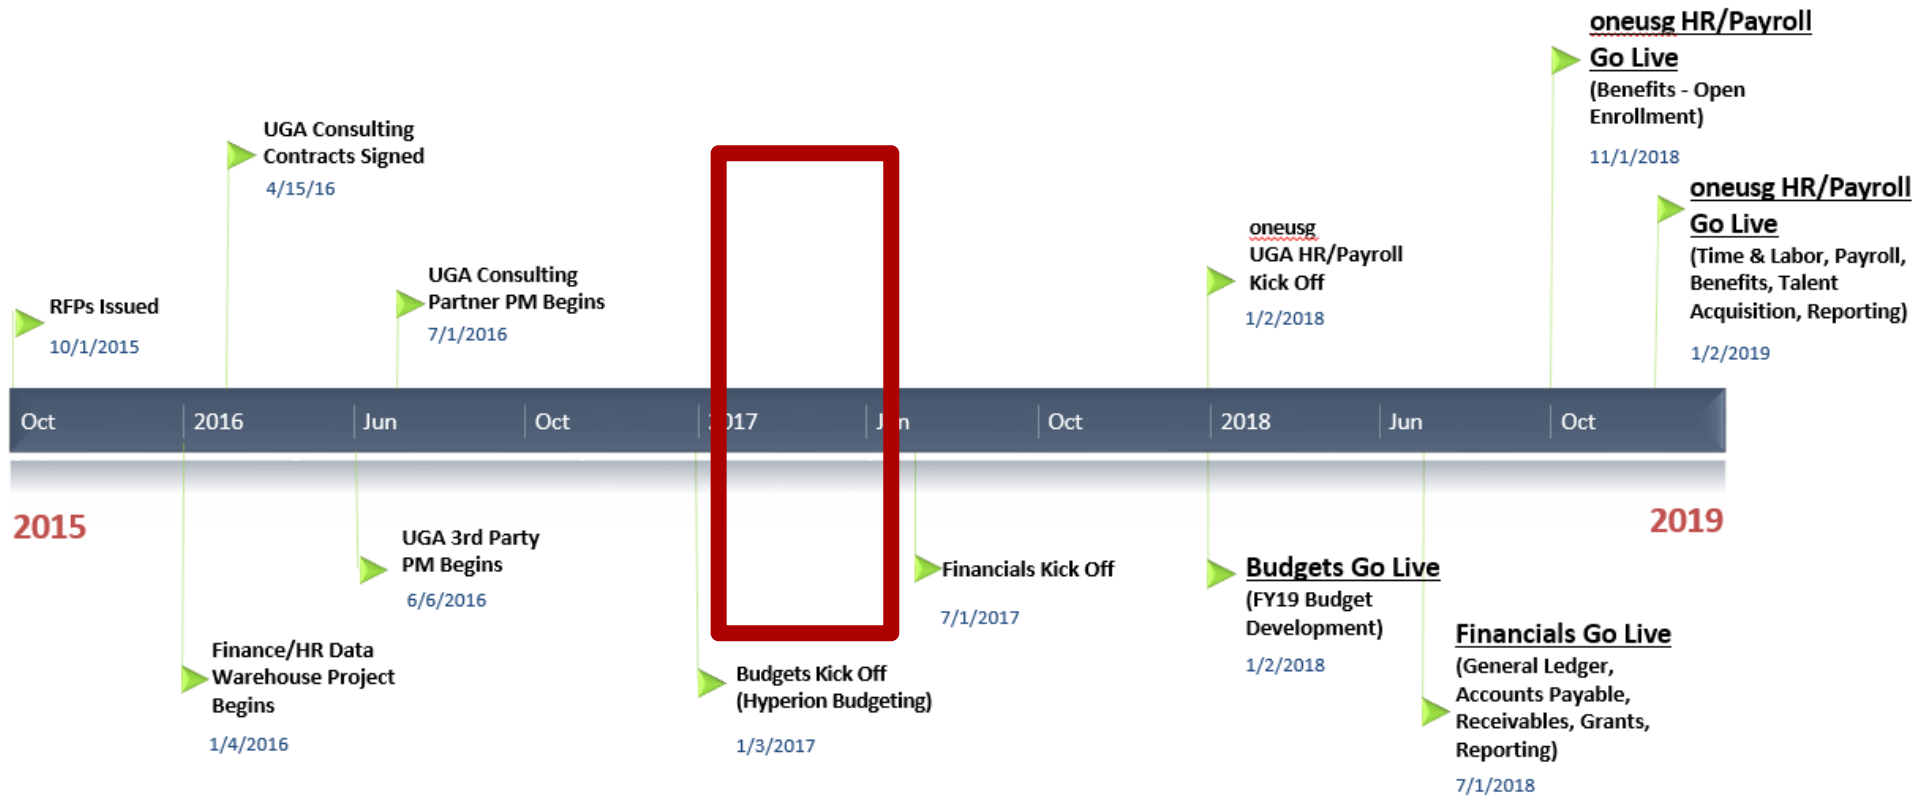 oneusg HR/Payroll
Go Live
(Benefits - Open
Enrollment)
11/1/2018
UGA Consulting
Contracts Signed
4/15/16
oneusg HR/Payroll
Go Live
(Time & Labor, Payroll,
Benefits, Talent
Acquisition, Reporting)
1/2/2019
oneusg
UGA HR/Payroll
Kick Off
1/2/2018
UGA Consulting
Partner PM Begins
7/1/2016
RFPs Issued
10/1/2015
Oct 2016 Jun Oct 2017 Jun Oct 2018 Jun Oct
2015
2019
UGA 3rd Party
PM Begins
6/6/2016
Financials Kick Off
7/1/2017
Budgets Go Live
(FY19 Budget
Development)
1/2/2018
Finance/HR Data
Warehouse Project
Begins
1/4/2016
Budgets Kick Off
(Hyperion Budgeting)
1/3/2017
Financials Go Live
(General Ledger,
Accounts Payable,
Receivables, Grants,
Reporting)
7/1/2018